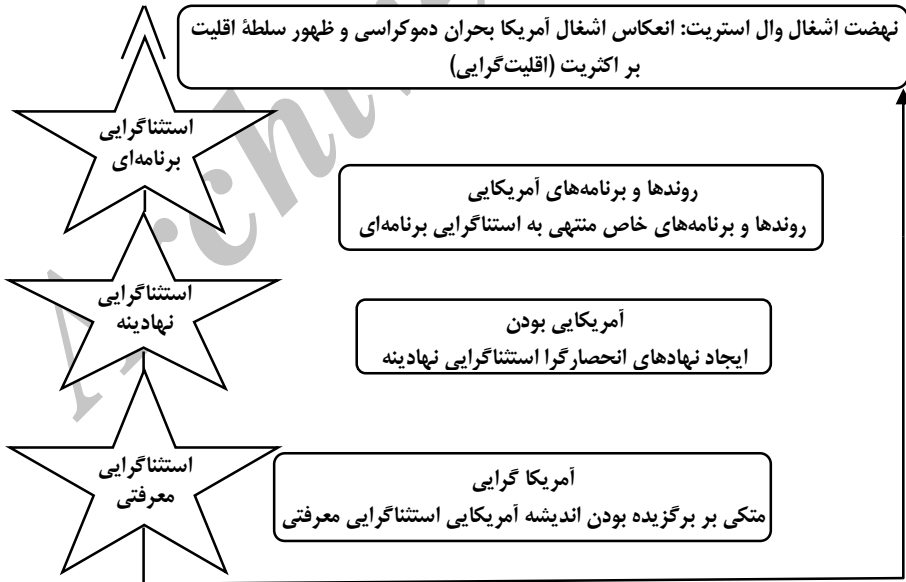 نهضت اشغال وال استریت: انعکاس اشغال آمریکا بحران دموکراسی و ظهور سلطۀ اقلیت
بر اکثریت (اقلیت‌گرایی)
استثناگرایی
برنامه‌ای
روندها و برنامه‌های آمریکایی
روندها و برنامه‌های خاص منتهی به استناگرایی برنامه‌ای
استثناگرایی
نهادینه
آمریکایی بودن
ایجاد نهادهای انحصارگرا استثناگرایی نهادینه
استثناگرایی
معرفتی
آمریکا گرایی
متکی بر برگزیده بودن اندیشه آمریکایی استثناگرایی معرفتی